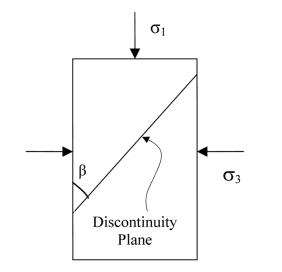 σ1
β
σ3
Discontinuity
Plane